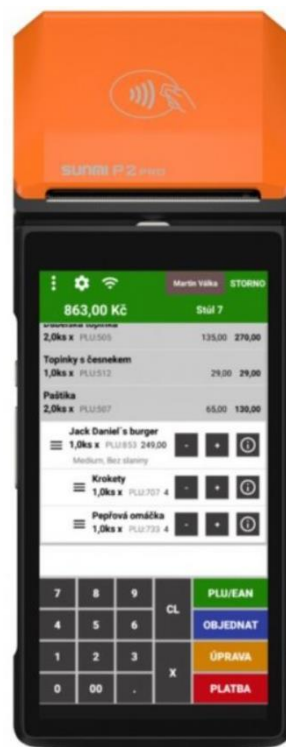 SUNMI P2 PRO
Martin Válka STORNO
863,00 Kč Stůl 7
Ďábelská topinka
2,0ks x PLU:505 135,00 270,00
Topinky s česnekem
1,0ks x PLU:512 29,00 29,00
Paštika
2,0ks x PLU:507 65,00 130,00
Jack Daniel´s burger
1,0ks x PLU:853 249,00 - +
Medium, Bez slaniny
Krokety
1,0ks x PLU:707 4 - +
Pepřová omáčka
1,0ks x PLU:733 4 - +
7 8 9 CL PLU/EAN
4 5 6 OBJEDNAT
1 2 3 X ÚPRAVA
0 00 . PLATBA